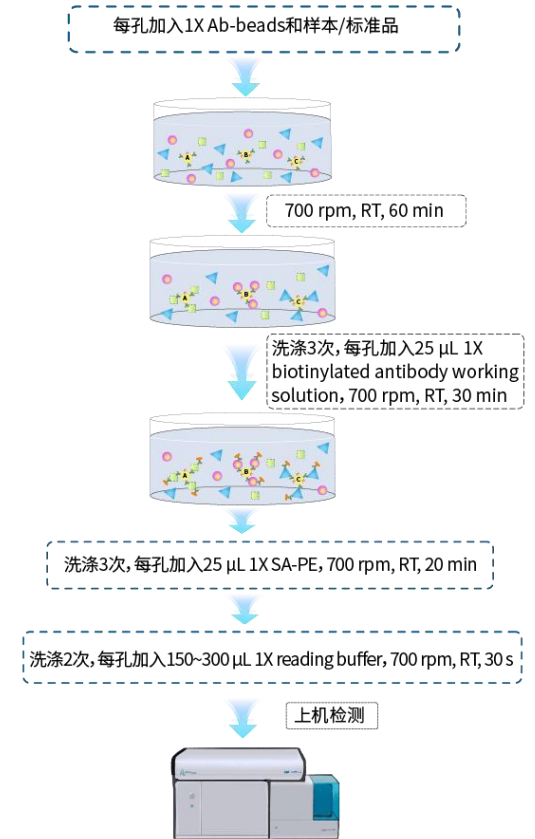 每孔加入1X Ab-beads和样本/标准品
A
B
C
700 rpm, RT, 60 min
A
B
C
洗涤3次，每孔加入25 μL 1X
biotinylated antibody working
solution，700 rpm, RT, 30 min
A
B
C
洗涤3次，每孔加入25 μL 1X SA-PE，700 rpm, RT, 20 min
洗涤2次，每孔加入150~300 μL 1X reading buffer，700 rpm, RT, 30 s
上机检测